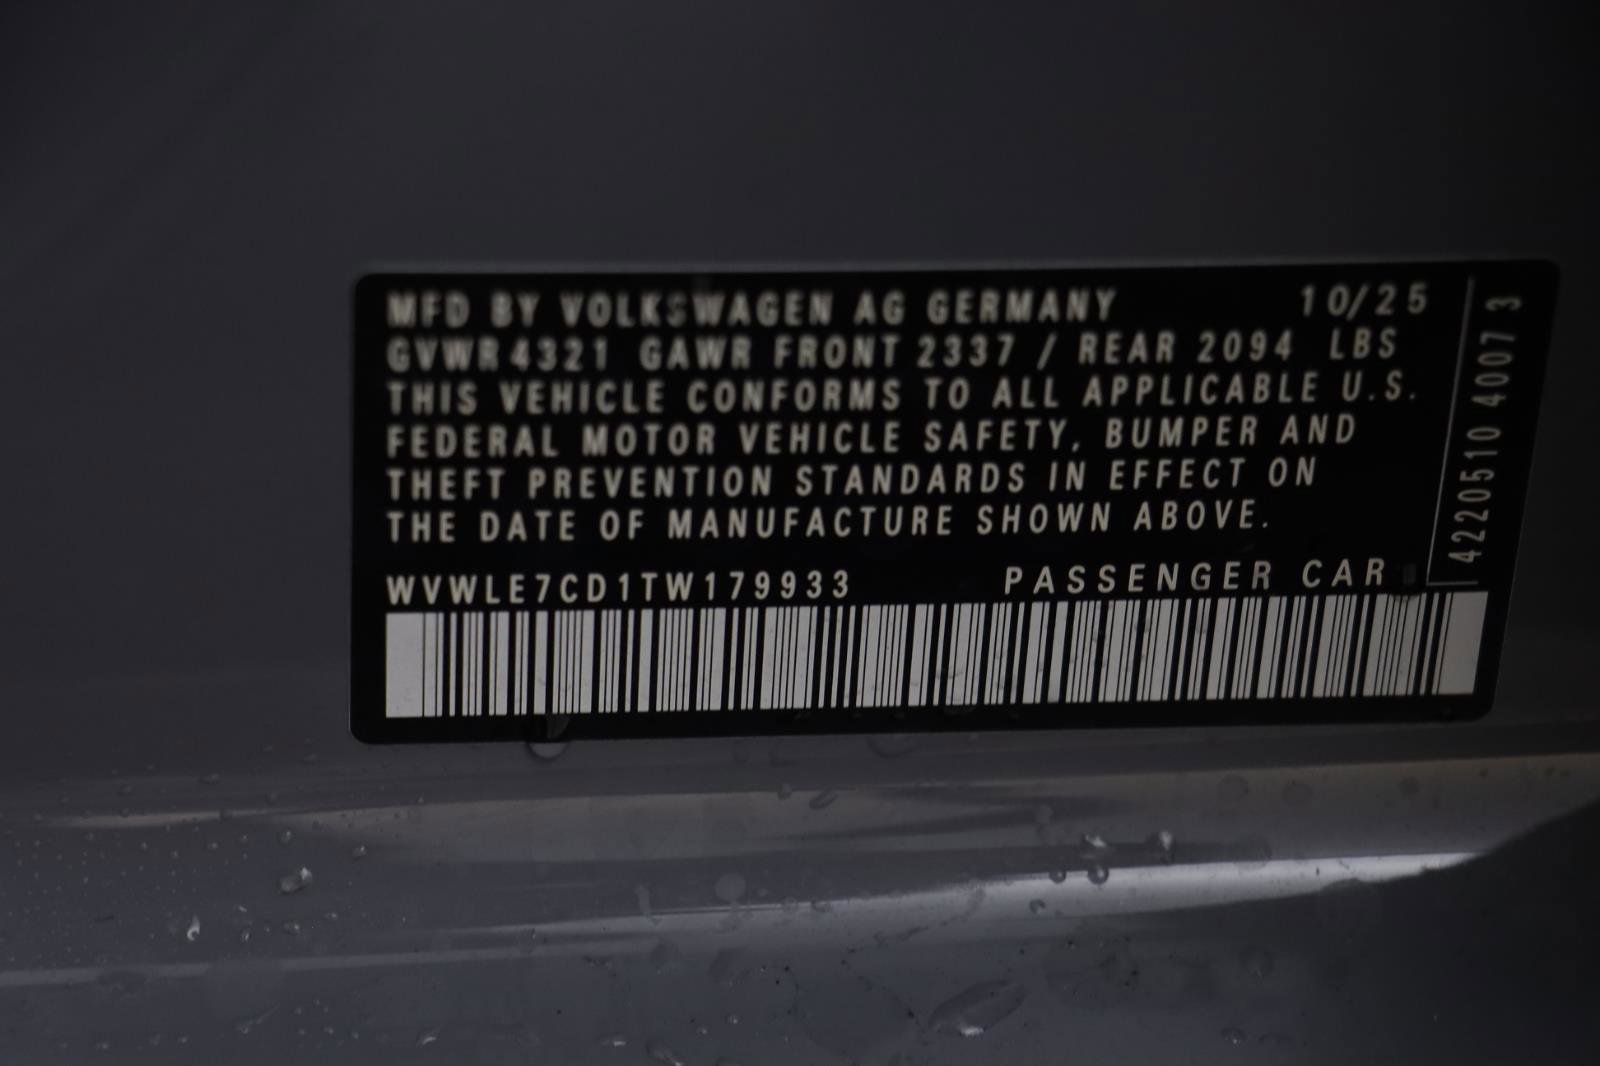 MFD BY VOLKSWAGEN AG GERMANY 10/25
GVWR 4321 GAWR FRONT 2337 / REAR 2094 LBS
THIS VEHICLE CONFORMS TO ALL APPLICABLE U.S.
FEDERAL MOTOR VEHICLE SAFETY, BUMPER AND
THEFT PREVENTION STANDARDS IN EFFECT ON
THE DATE OF MANUFACTURE SHOWN ABOVE.
WVWLE7CD1TW179933 PASSENGER CAR
4220510 4007 3